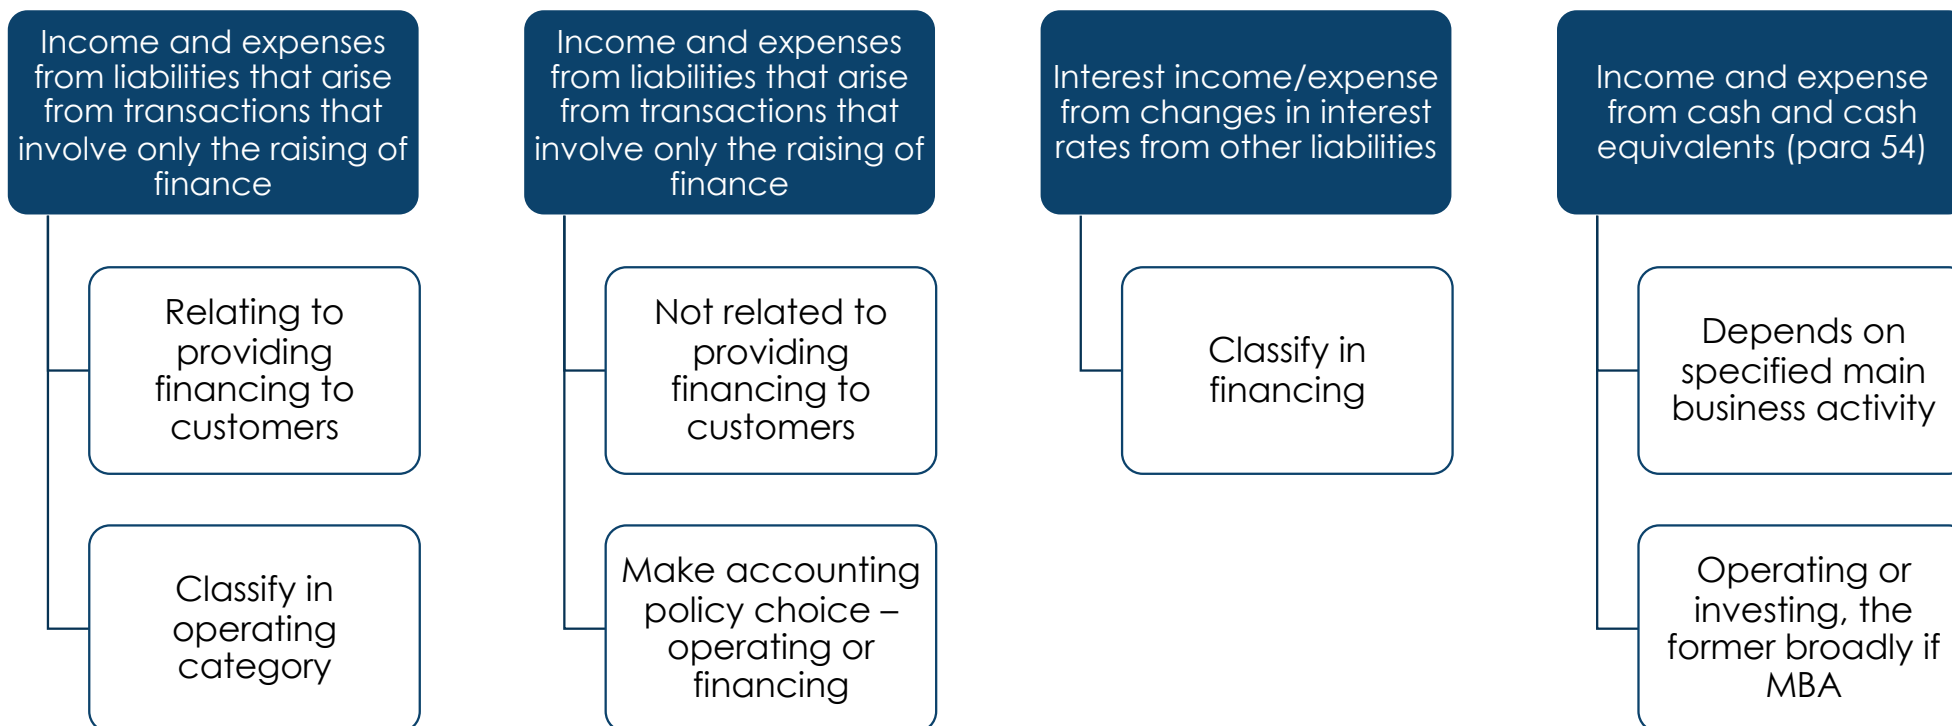 Income and expenses
from liabilities that arise
from transactions that
involve only the raising of
finance
Relating to
providing
financing to
customers
Classify in
operating
category
Income and expenses
from liabilities that arise
from transactions that
involve only the raising of
finance
Not related to
providing
financing to
customers
Make accounting
policy choice –
operating or
financing
Interest income/expense
from changes in interest
rates from other liabilities
Classify in
financing
Income and expense
from cash and cash
equivalents (para 54)
Depends on
specified main
business activity
Operating or
investing, the
former broadly if
MBA